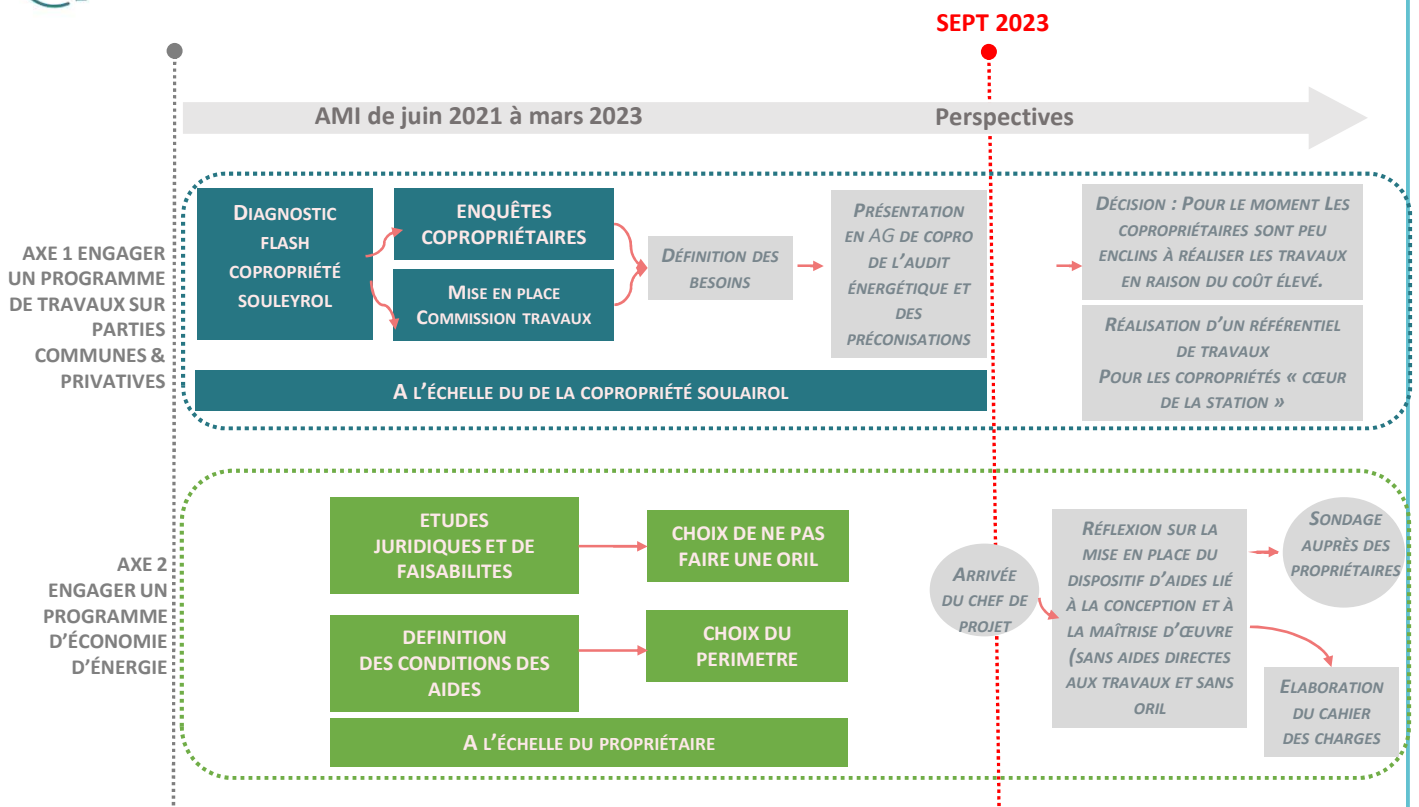 SEPT 2023
AMI de juin 2021 à mars 2023
Perspectives
AXE 1 ENGAGER
UN PROGRAMME
DE TRAVAUX SUR
PARTIES
COMMUNES &
PRIVATIVES
DIAGNOSTIC
FLASH
COPROPRIÉTÉ
SOULEYROL
ENQUÊTES
COPROPRIÉTAIRES
MISE EN PLACE
COMMISSION TRAVAUX
DÉFINITION DES
BESOINS
PRÉSENTATION
EN AG DE COPRO
DE L'AUDIT
ÉNERGÉTIQUE ET
DES
PRÉCONISATIONS
DÉCISION : POUR LE MOMENT LES
COPROPRIÉTAIRES SONT PEU
ENCLINS À RÉALISER LES TRAVAUX
EN RAISON DU COÛT ÉLEVÉ.
RÉALISATION D'UN RÉFÉRENTIEL
DE TRAVAUX
POUR LES COPROPRIÉTÉS « CŒUR
DE LA STATION »
A L'ÉCHELLE DU DE LA COPROPRIÉTÉ SOULAIROL
AXE 2
ENGAGER UN
PROGRAMME
D'ÉCONOMIE
D'ÉNERGIE
ETUDES
JURIDIQUES ET DE
FAISABILITES
CHOIX DE NE PAS
FAIRE UNE ORIL
DEFINITION
DES CONDITIONS DES
AIDES
CHOIX DU
PERIMETRE
A L'ÉCHELLE DU PROPRIÉTAIRE
ARRIVÉE
DU CHEF DE
PROJET
RÉFLEXION SUR LA
MISE EN PLACE DU
DISPOSITIF D'AIDES LIÉ
À LA CONCEPTION ET À
LA MAÎTRISE D'ŒUVRE
(SANS AIDES DIRECTES
AUX TRAVAUX ET SANS
ORIL
SONDAGE
AUPRÈS DES
PROPRIÉTAIRES
ELABORATION
DU CAHIER
DES CHARGES